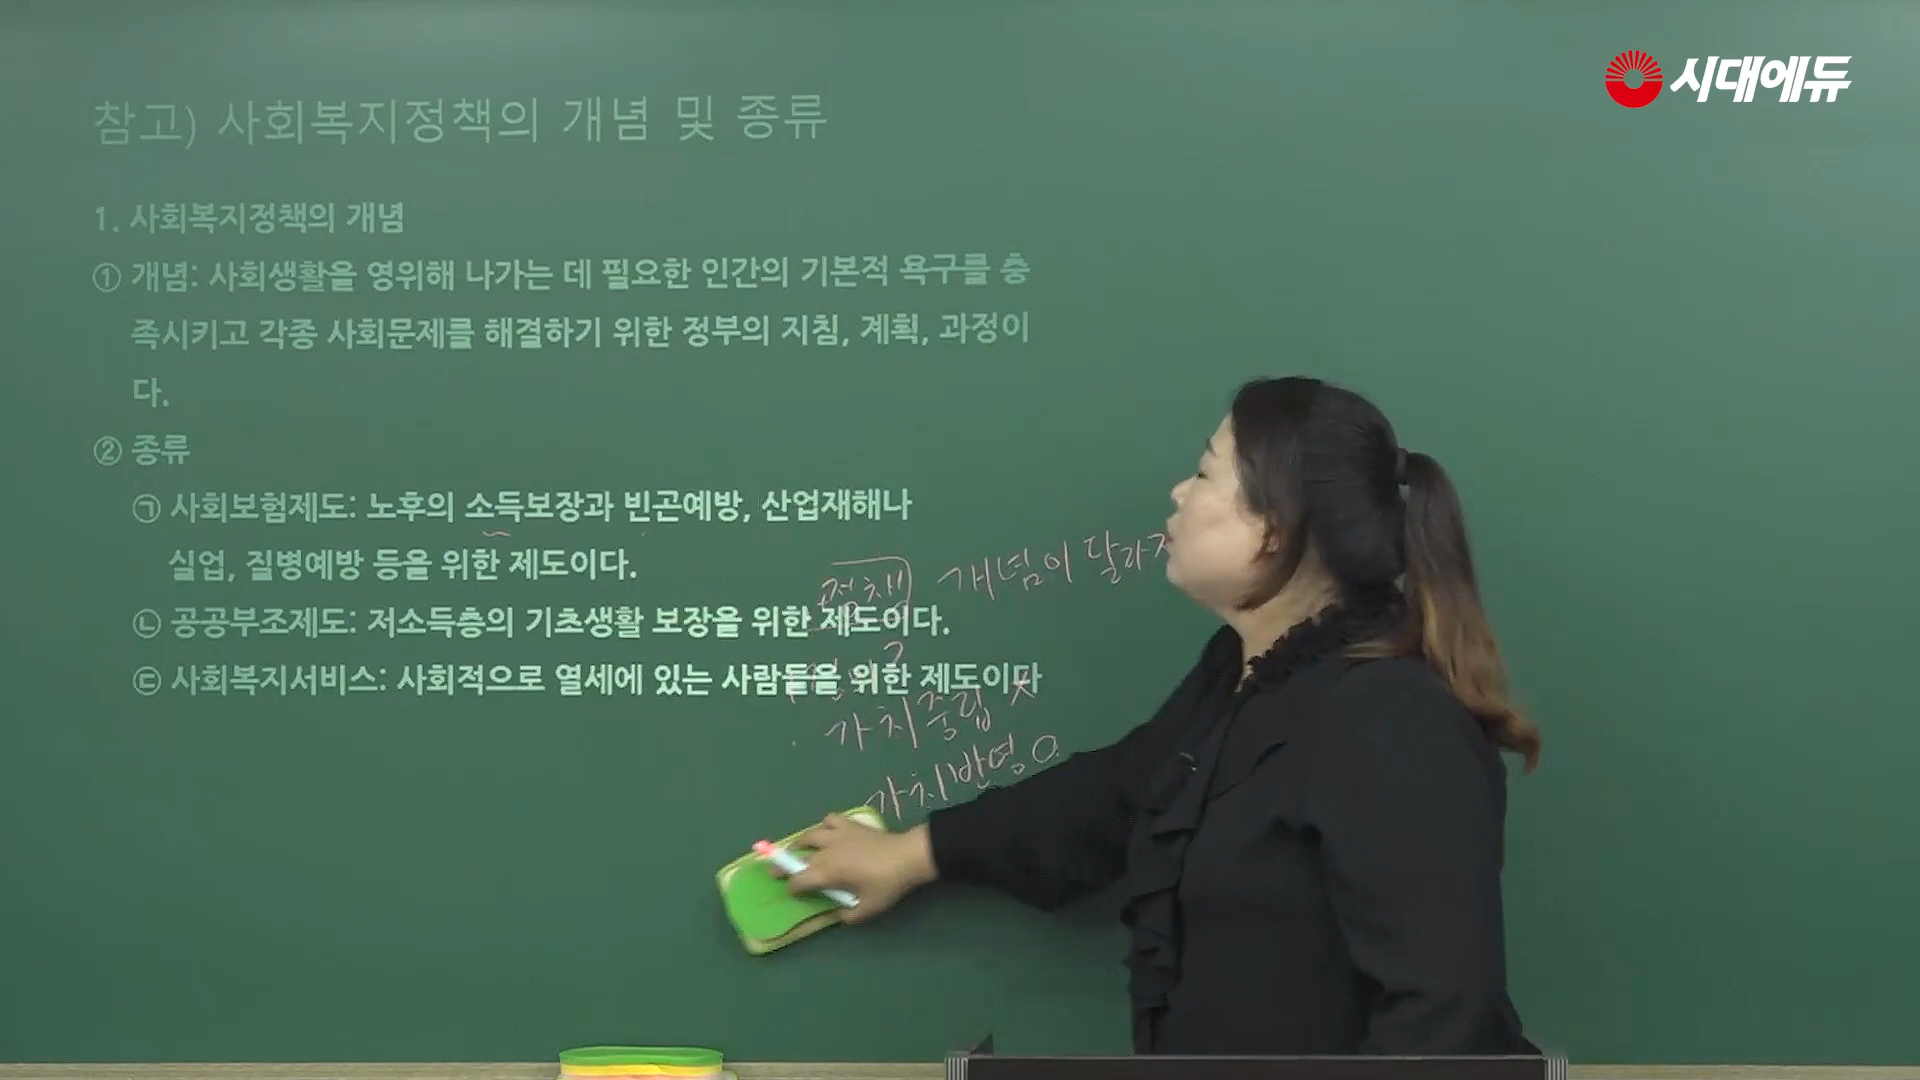 시대에듀
참고) 사회복지정책의 개념 및 종류
1. 사회복지정책의 개념
① 개념: 사회생활을 영위해 나가는 데 필요한 인간의 기본적 욕구를 충
족시키고 각종 사회문제를 해결하기 위한 정부의 지침, 계획, 과정이
다.
② 종류
㉠ 사회보험제도: 노후의 소득보장과 빈곤예방, 산업재해나
실업, 질병예방 등을 위한 제도이다.
㉡ 공공부조제도: 저소득층의 기초생활 보장을 위한 제도이다.
㉢ 사회복지서비스: 사회적으로 열세에 있는 사람들을 위한 제도이다
정책 개념이 달라
가치중립 X
가치반영 O